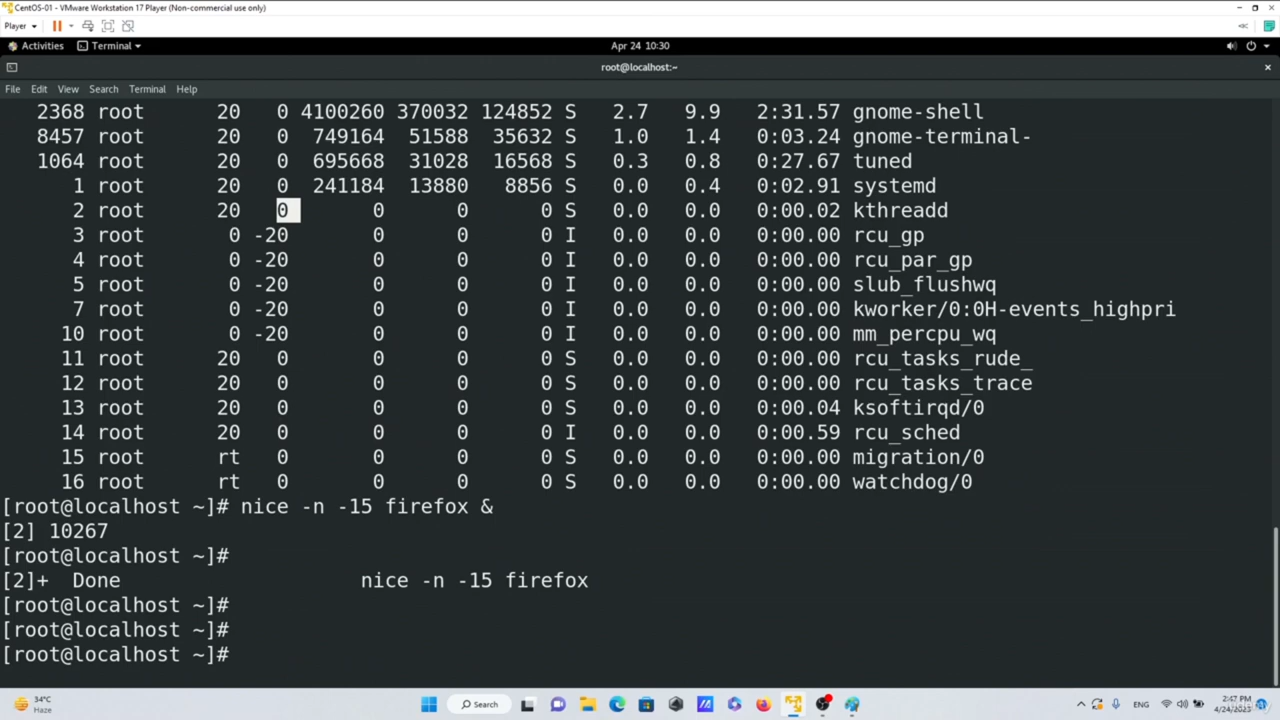 CentOS-01 - VMware Workstation 17 Player (Non-commercial use only)
Player
Activities Terminal Apr 24 10:30
root@localhost:~
File Edit View Search Terminal Help
2368 root 20 0 4100260 370032 124852 S 2.7 9.9 2:31.57 gnome-shell
8457 root 20 0 749164 51588 35632 S 1.0 1.4 0:03.24 gnome-terminal-
1064 root 20 0 695668 31028 16568 S 0.3 0.8 0:27.67 tuned
1 root 20 0 241184 13880 8856 S 0.0 0.4 0:02.91 systemd
2 root 20 0 0 0 0 S 0.0 0.0 0:00.02 kthreadd
3 root 0 -20 0 0 0 I 0.0 0.0 0:00.00 rcu_gp
4 root 0 -20 0 0 0 I 0.0 0.0 0:00.00 rcu_par_gp
5 root 0 -20 0 0 0 I 0.0 0.0 0:00.00 slub_flushwq
7 root 0 -20 0 0 0 I 0.0 0.0 0:00.00 kworker/0:0H-events_highpri
10 root 0 -20 0 0 0 I 0.0 0.0 0:00.00 mm_percpu_wq
11 root 20 0 0 0 0 S 0.0 0.0 0:00.00 rcu_tasks_rude_
12 root 20 0 0 0 0 S 0.0 0.0 0:00.00 rcu_tasks_trace
13 root 20 0 0 0 0 S 0.0 0.0 0:00.04 ksoftirqd/0
14 root 20 0 0 0 0 I 0.0 0.0 0:00.59 rcu_sched
15 root rt 0 0 0 0 S 0.0 0.0 0:00.00 migration/0
16 root rt 0 0 0 0 S 0.0 0.0 0:00.00 watchdog/0
[root@localhost ~]# nice -n -15 firefox &
[2] 10267
[root@localhost ~]#
[2]+ Done nice -n -15 firefox
[root@localhost ~]#
[root@localhost ~]#
[root@localhost ~]#
34°C
Haze
Search
ENG
2:47 PM
4/24/2023